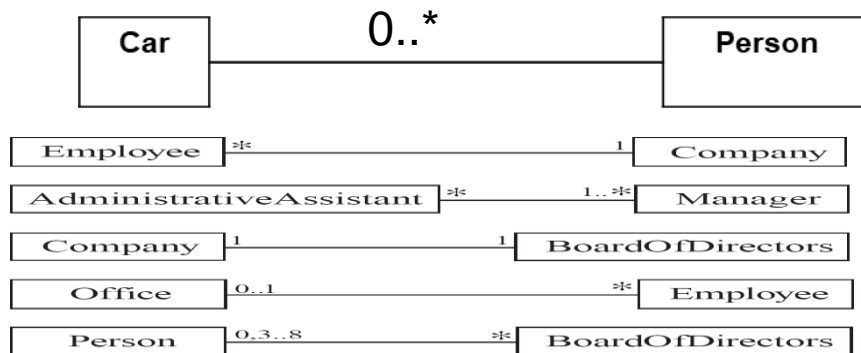 0..*
Car Person
Employee * 1 Company
AdministrativeAssistant * 1..* Manager
Company 1 1 BoardOfDirectors
Office 0..1 * Employee
Person 0,3..8 * BoardOfDirectors